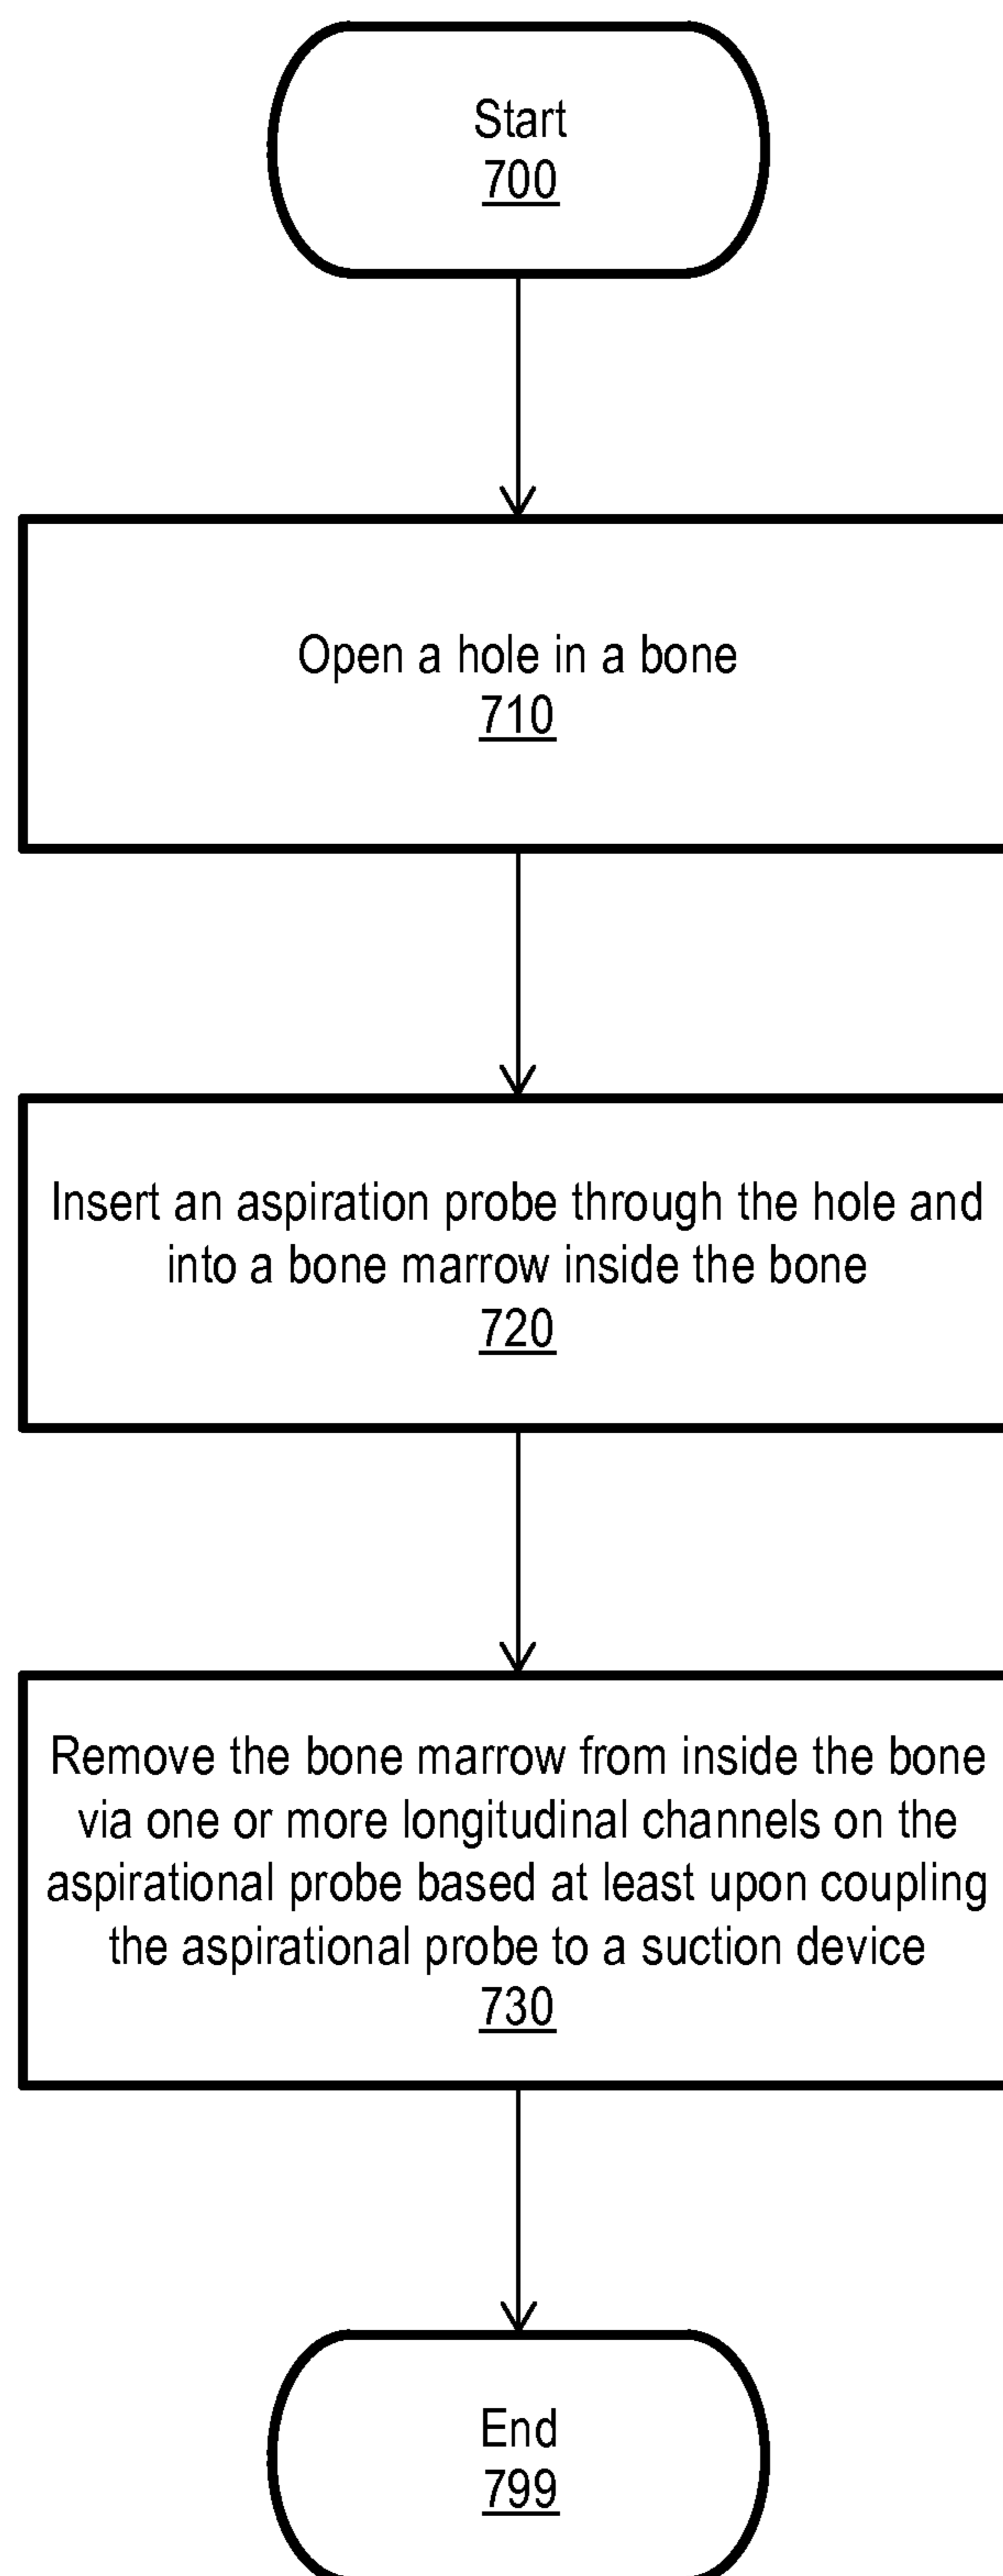 Start
700
Open a hole in a bone
710
Insert an aspiration probe through the hole and
into a bone marrow inside the bone
720
Remove the bone marrow from inside the bone
via one or more longitudinal channels on the
aspirational probe based at least upon coupling
the aspirational probe to a suction device
730
End
799